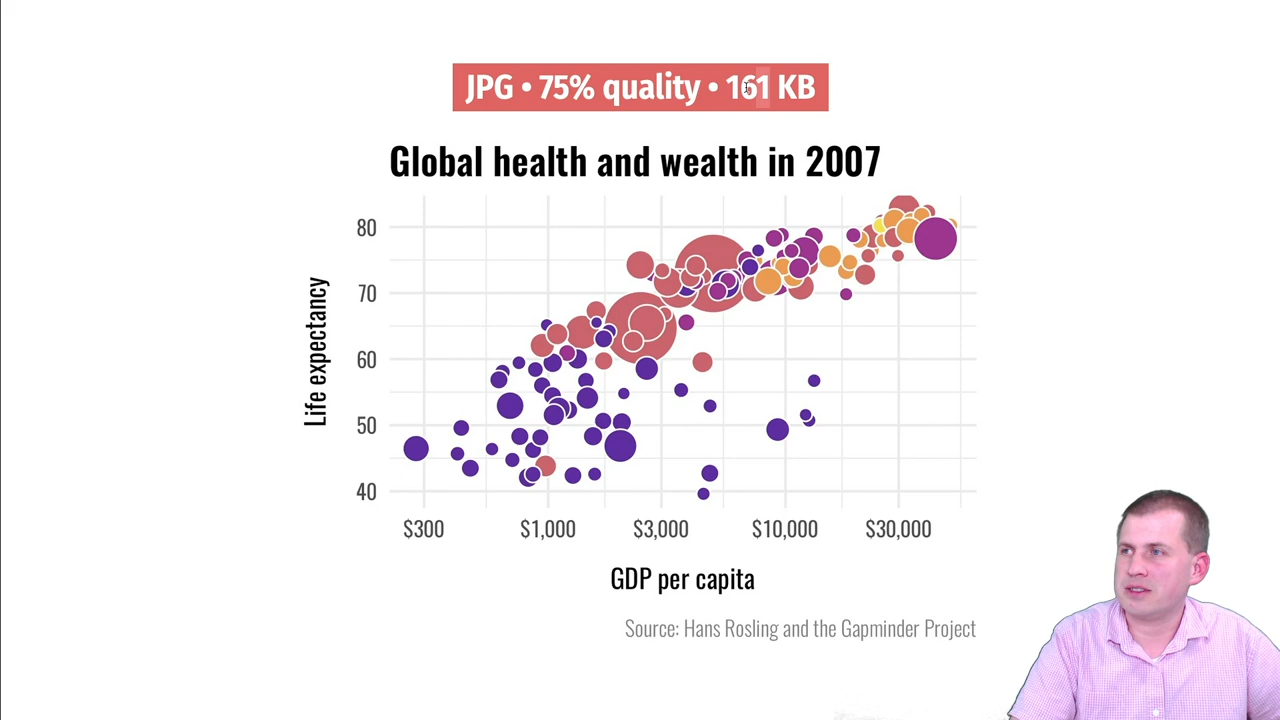 JPG • 75% quality • 161 KB
Global health and wealth in 2007
80
70
60
50
40
Life expectancy
$300 $1,000 $3,000 $10,000 $30,000
GDP per capita
Source: Hans Rosling and the Gapminder Project